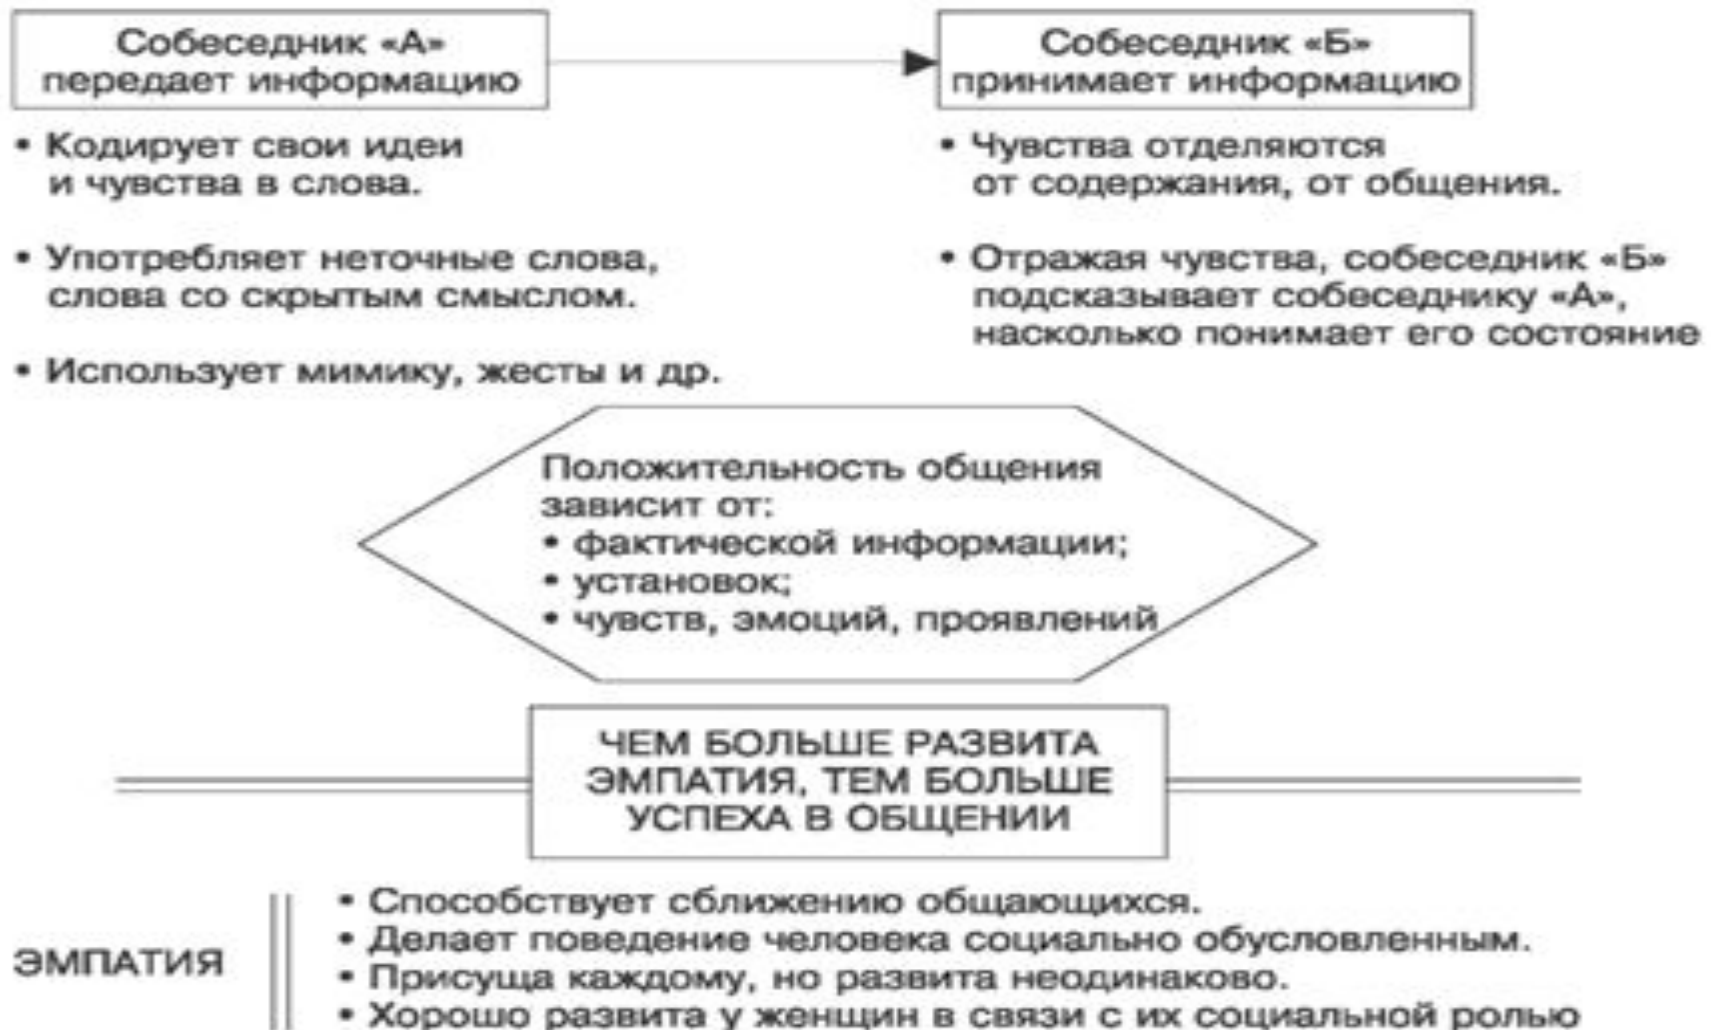 Собеседник «А»
передает информацию
Собеседник «Б»
принимает информацию
• Кодирует свои идеи
и чувства в слова.
• Употребляет неточные слова,
слова со скрытым смыслом.
• Использует мимику, жесты и др.
• Чувства отделяются
от содержания, от общения.
• Отражая чувства, собеседник «Б»
подсказывает собеседнику «А»,
насколько понимает его состояние
Положительность общения
зависит от:
• фактической информации;
• установок;
• чувств, эмоций, проявлений
ЧЕМ БОЛЬШЕ РАЗВИТА
ЭМПАТИЯ, ТЕМ БОЛЬШЕ
УСПЕХА В ОБЩЕНИИ
ЭМПАТИЯ
• Способствует сближению общающихся.
• Делает поведение человека социально обусловленным.
• Присуща каждому, но развита неодинаково.
• Хорошо развита у женщин в связи с их социальной ролью